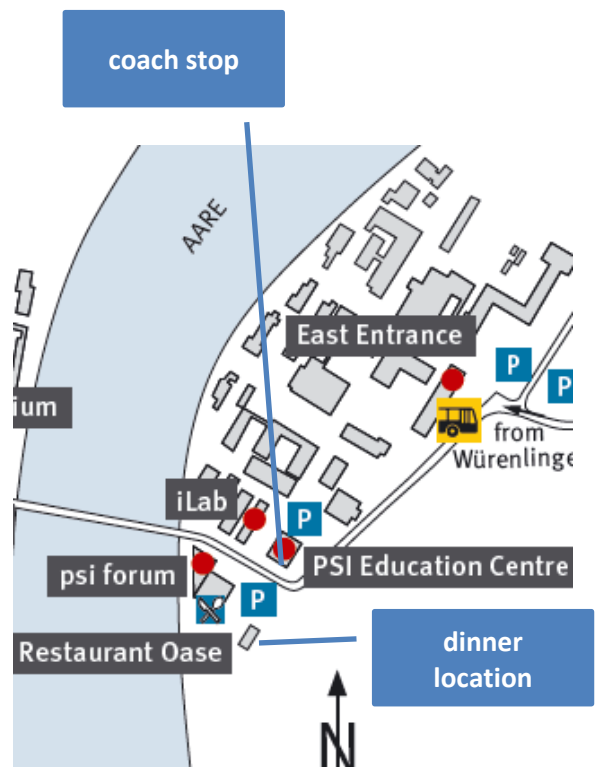 coach stop
AARE
East Entrance
P
P
ium
from
Würenlinge
iLab
P
PSI Education Centre
psi forum
P
Restaurant Oase
dinner
location
N